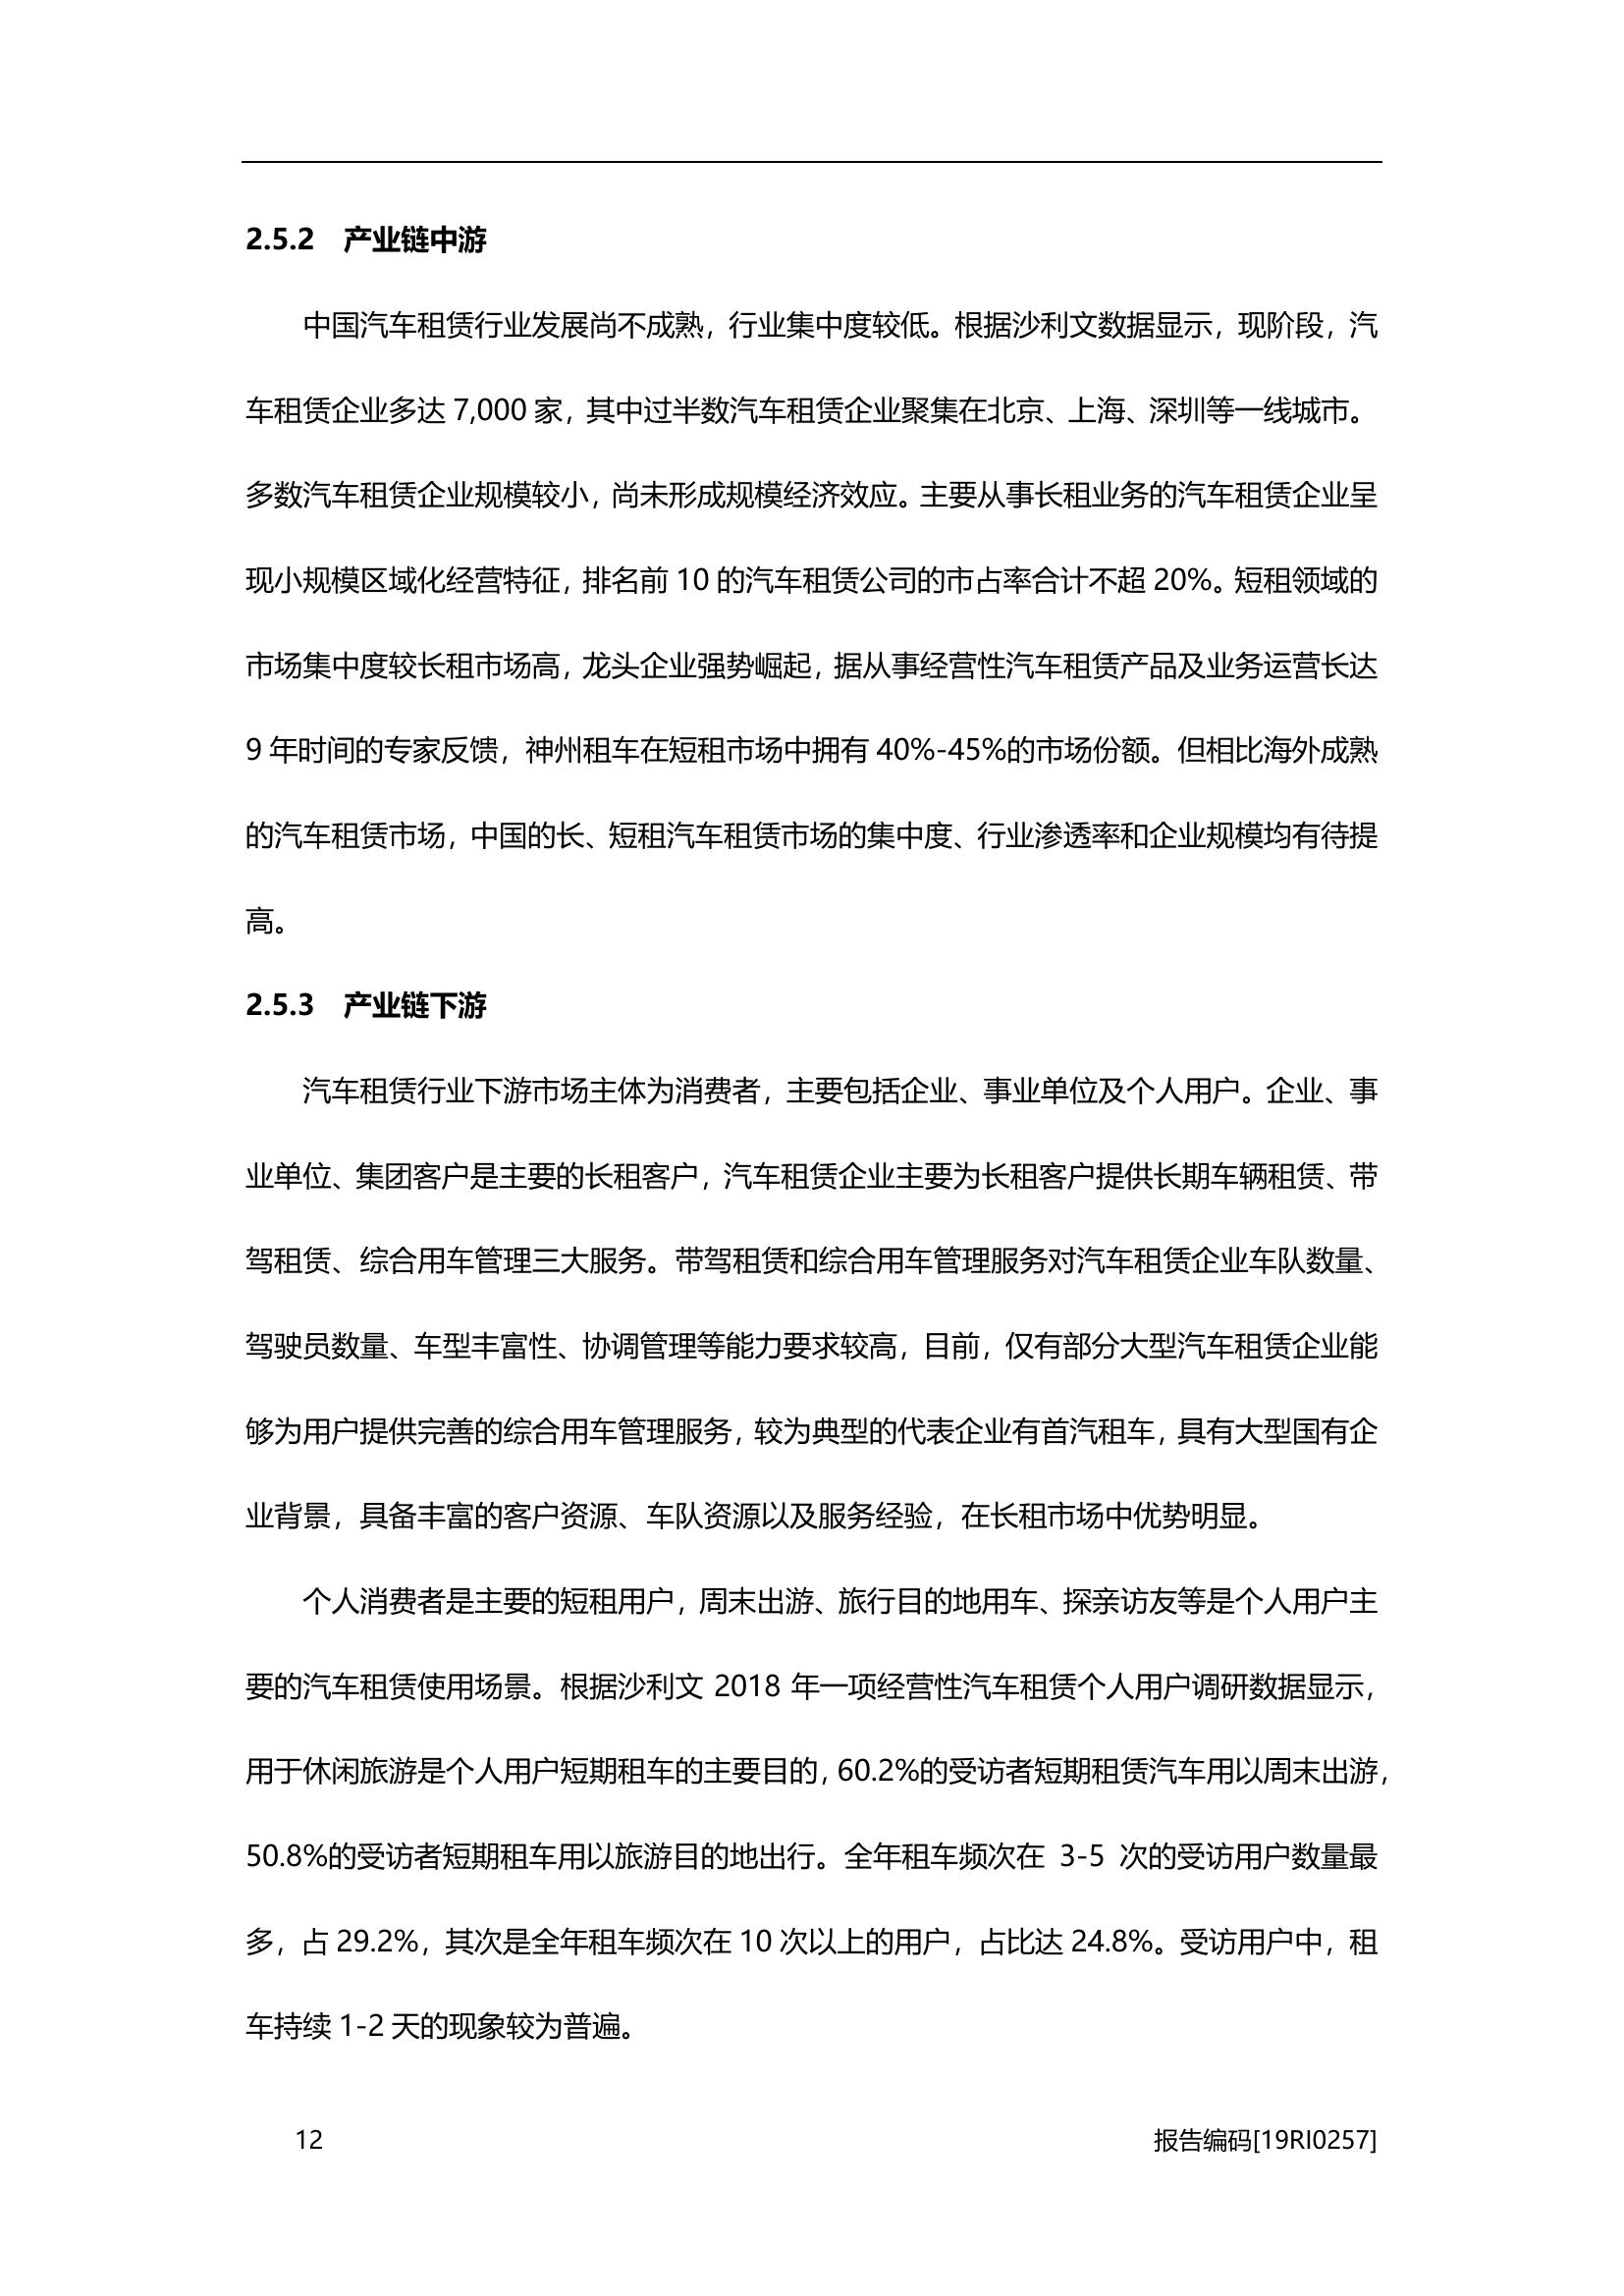 2.5.2 产业链中游
中国汽车租赁行业发展尚不成熟，行业集中度较低。根据沙利文数据显示，现阶段，汽
车租赁企业多达 7,000 家，其中过半数汽车租赁企业聚集在北京、上海、深圳等一线城市。
多数汽车租赁企业规模较小，尚未形成规模经济效应。主要从事长租业务的汽车租赁企业呈
现小规模区域化经营特征，排名前 10 的汽车租赁公司的市占率合计不超 20%。短租领域的
市场集中度较长租市场高，龙头企业强势崛起，据从事经营性汽车租赁产品及业务运营长达
9 年时间的专家反馈，神州租车在短租市场中拥有 40%-45%的市场份额。但相比海外成熟
的汽车租赁市场，中国的长、短租汽车租赁市场的集中度、行业渗透率和企业规模均有待提
高。
2.5.3 产业链下游
汽车租赁行业下游市场主体为消费者，主要包括企业、事业单位及个人用户。企业、事
业单位、集团客户是主要的长租客户，汽车租赁企业主要为长租客户提供长期车辆租赁、带
驾租赁、综合用车管理三大服务。带驾租赁和综合用车管理服务对汽车租赁企业车队数量、
驾驶员数量、车型丰富性、协调管理等能力要求较高，目前，仅有部分大型汽车租赁企业能
够为用户提供完善的综合用车管理服务，较为典型的代表企业有首汽租车，具有大型国有企
业背景，具备丰富的客户资源、车队资源以及服务经验，在长租市场中优势明显。
个人消费者是主要的短租用户，周末出游、旅行目的地用车、探亲访友等是个人用户主
要的汽车租赁使用场景。根据沙利文 2018 年一项经营性汽车租赁个人用户调研数据显示，
用于休闲旅游是个人用户短期租车的主要目的，60.2%的受访者短期租赁汽车用以周末出游，
50.8%的受访者短期租车用以旅游目的地出行。全年租车频次在 3-5 次的受访用户数量最
多，占 29.2%，其次是全年租车频次在 10 次以上的用户，占比达 24.8%。受访用户中，租
车持续 1-2 天的现象较为普遍。
12 报告编码[19RI0257]